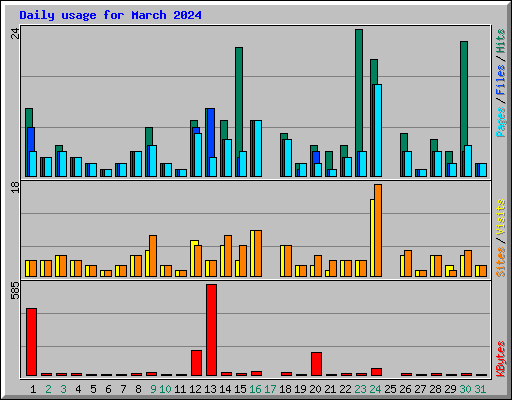 Daily usage for March 2024
24
Pages / Files / Hits
18
Sites / Visits
585
KBytes
1 2 3 4 5 6 7 8 9 10 11 12 13 14 15 16 17 18 19 20 21 22 23 24 25 26 27 28 29 30 31